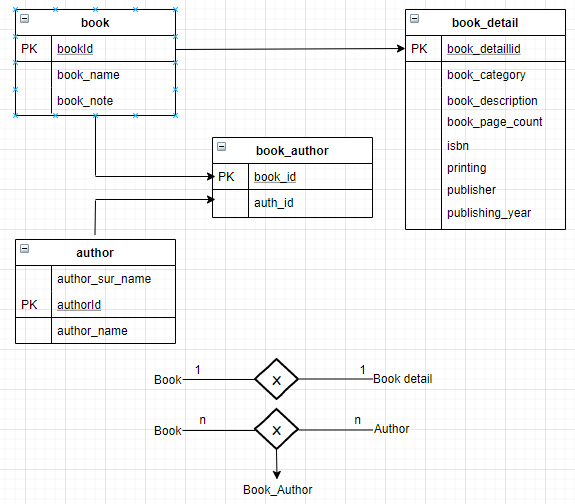 book
PK bookId
book_name
book_note
book_detail
PK book_detaillid
book_category
book_description
book_page_count
isbn
printing
publisher
publishing_year
book_author
PK book_id
auth_id
author
author_sur_name
PK authorId
author_name
Book 1 X 1 Book detail
Book n X n Author
Book_Author